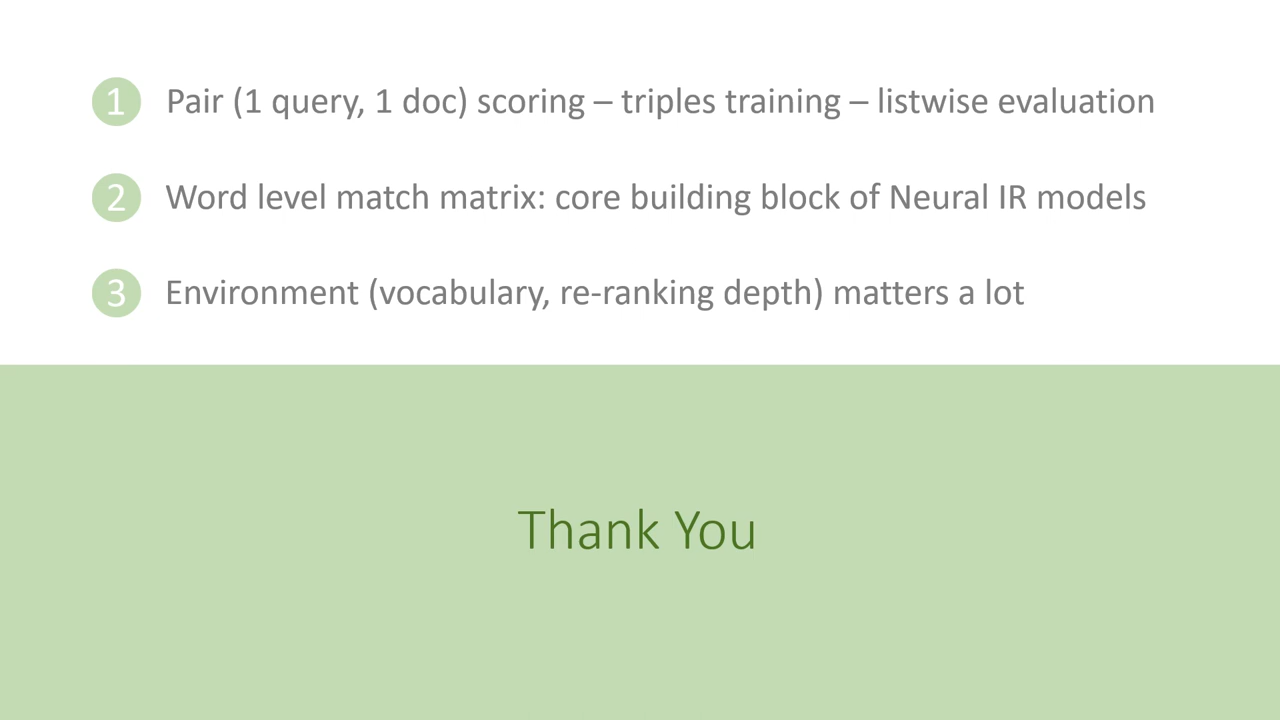 1 Pair (1 query, 1 doc) scoring – triples training – listwise evaluation
2 Word level match matrix: core building block of Neural IR models
3 Environment (vocabulary, re-ranking depth) matters a lot
Thank You